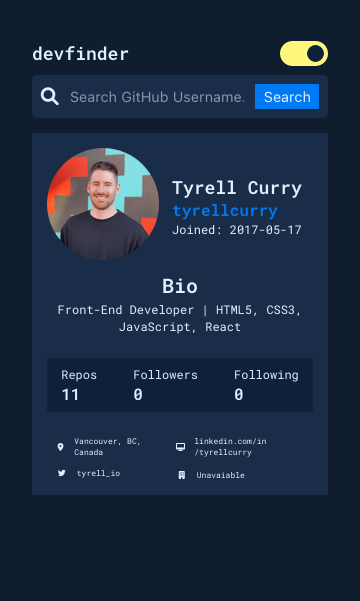 devfinder
Search GitHub Username. Search
Tyrell Curry
tyrellcurry
Joined: 2017-05-17
Bio
Front-End Developer | HTML5, CSS3,
JavaScript, React
Repos Followers Following
11 0 0
Vancouver, BC,
Canada
linkedin.com/in
/tyrellcurry
tyrell_io
Unavaiable